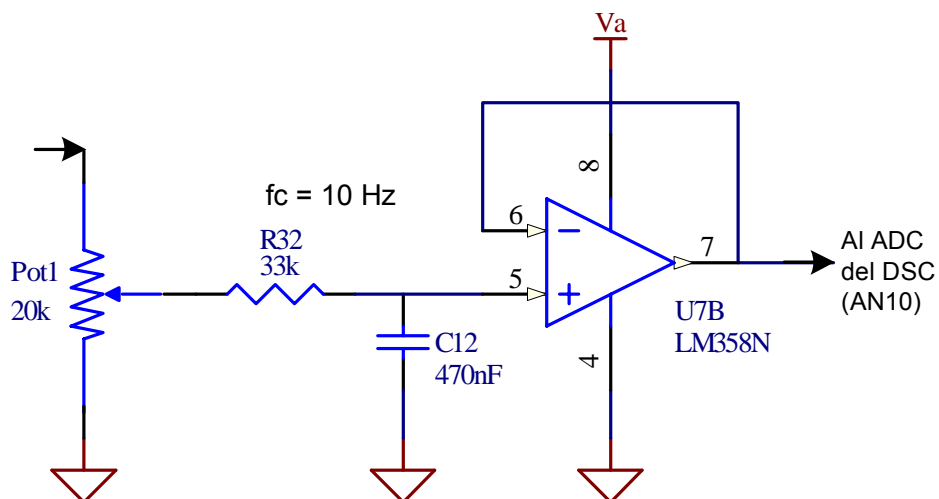 Va
8
fc = 10 Hz
6
R32
33k
7
Al ADC
del DSC
(AN10)
Pot1
20k
5
U7B
LM358N
C12
470nF
4